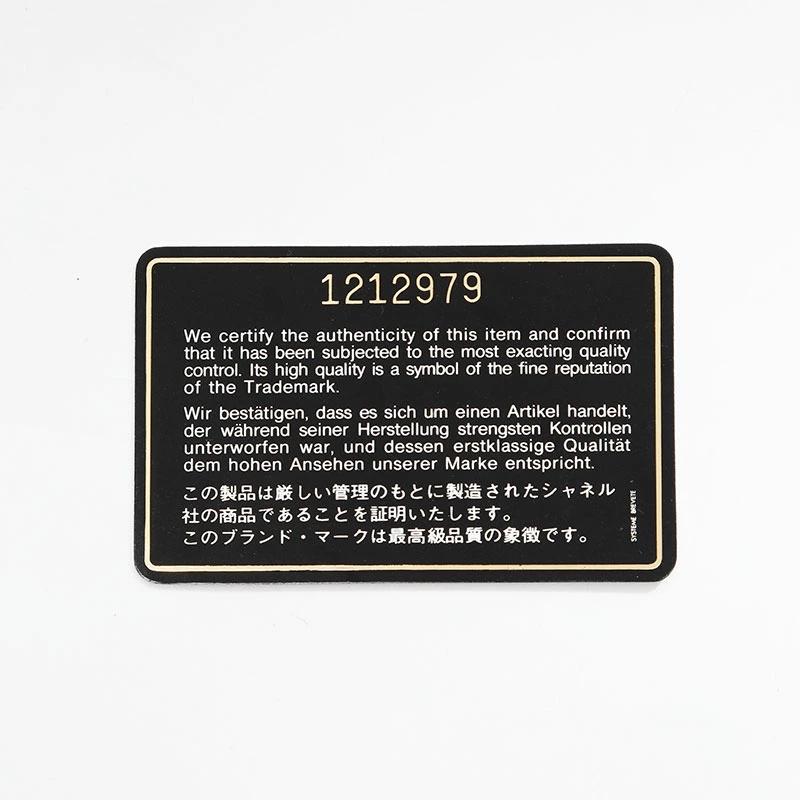 1212979
We certify the authenticity of this item and confirm
that it has been subjected to the most exacting quality
control. Its high quality is a symbol of the fine reputation
of the Trademark.
Wir bestätigen, dass es sich um einen Artikel handelt,
der während seiner Herstellung strengsten Kontrollen
unterworfen war, und dessen erstklassige Qualität
dem hohen Ansehen unserer Marke entspricht.
この製品は厳しい管理のもとに製造されたシャネル
社の商品であることを証明いたします。
このブランド・マークは最高級品質の象徴です。
SYSTEME BREVETE